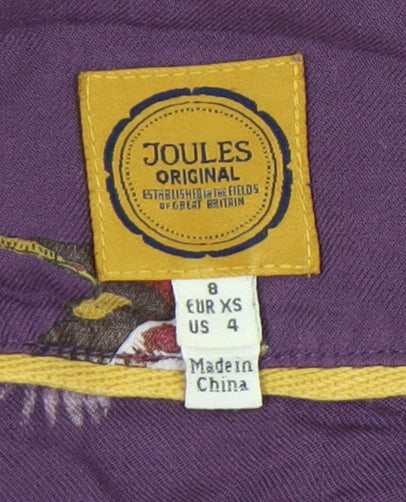 JOULES
ORIGINAL
ESTABLISHED in the FIELDS
OF GREAT BRITAIN
8
EUR XS
US 4
Made in
China